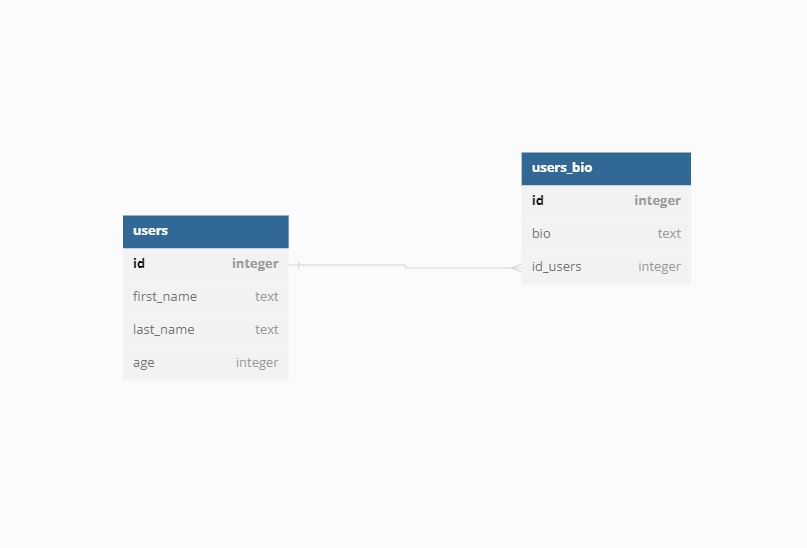 users
id integer
first_name text
last_name text
age integer
users_bio
id integer
bio text
id_users integer